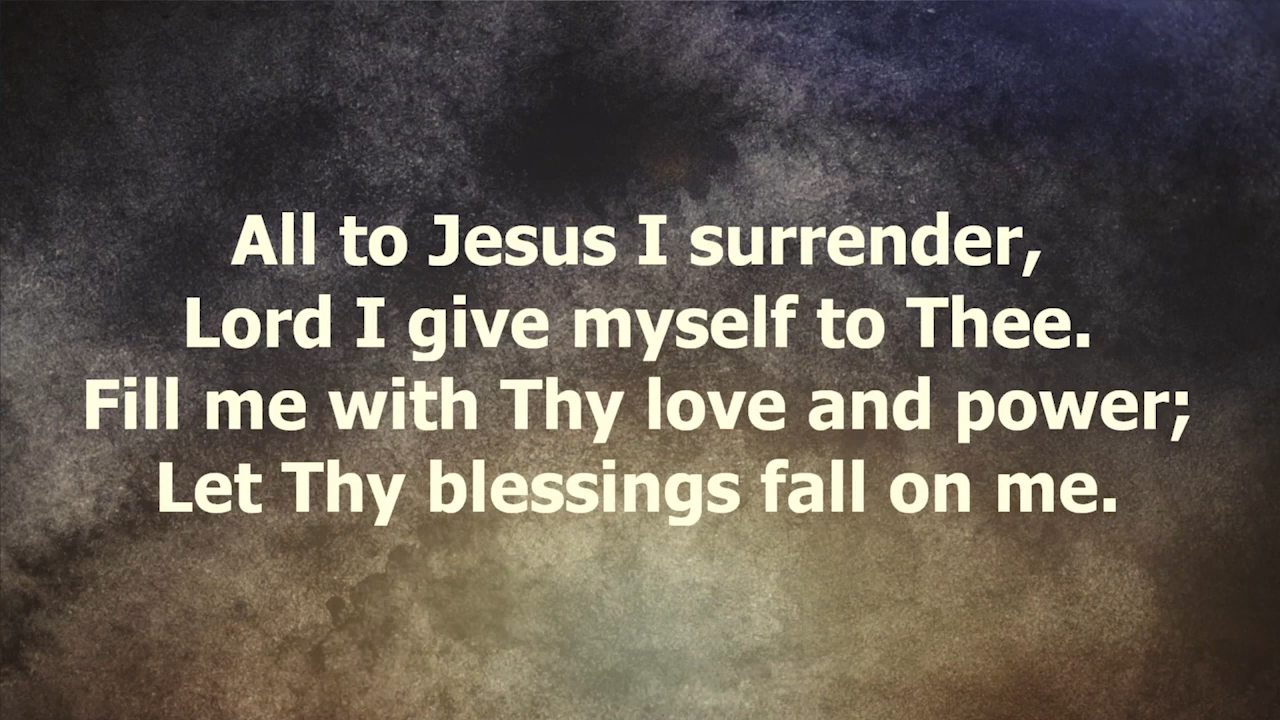 All to Jesus I surrender,
Lord I give myself to Thee.
Fill me with Thy love and power;
Let Thy blessings fall on me.